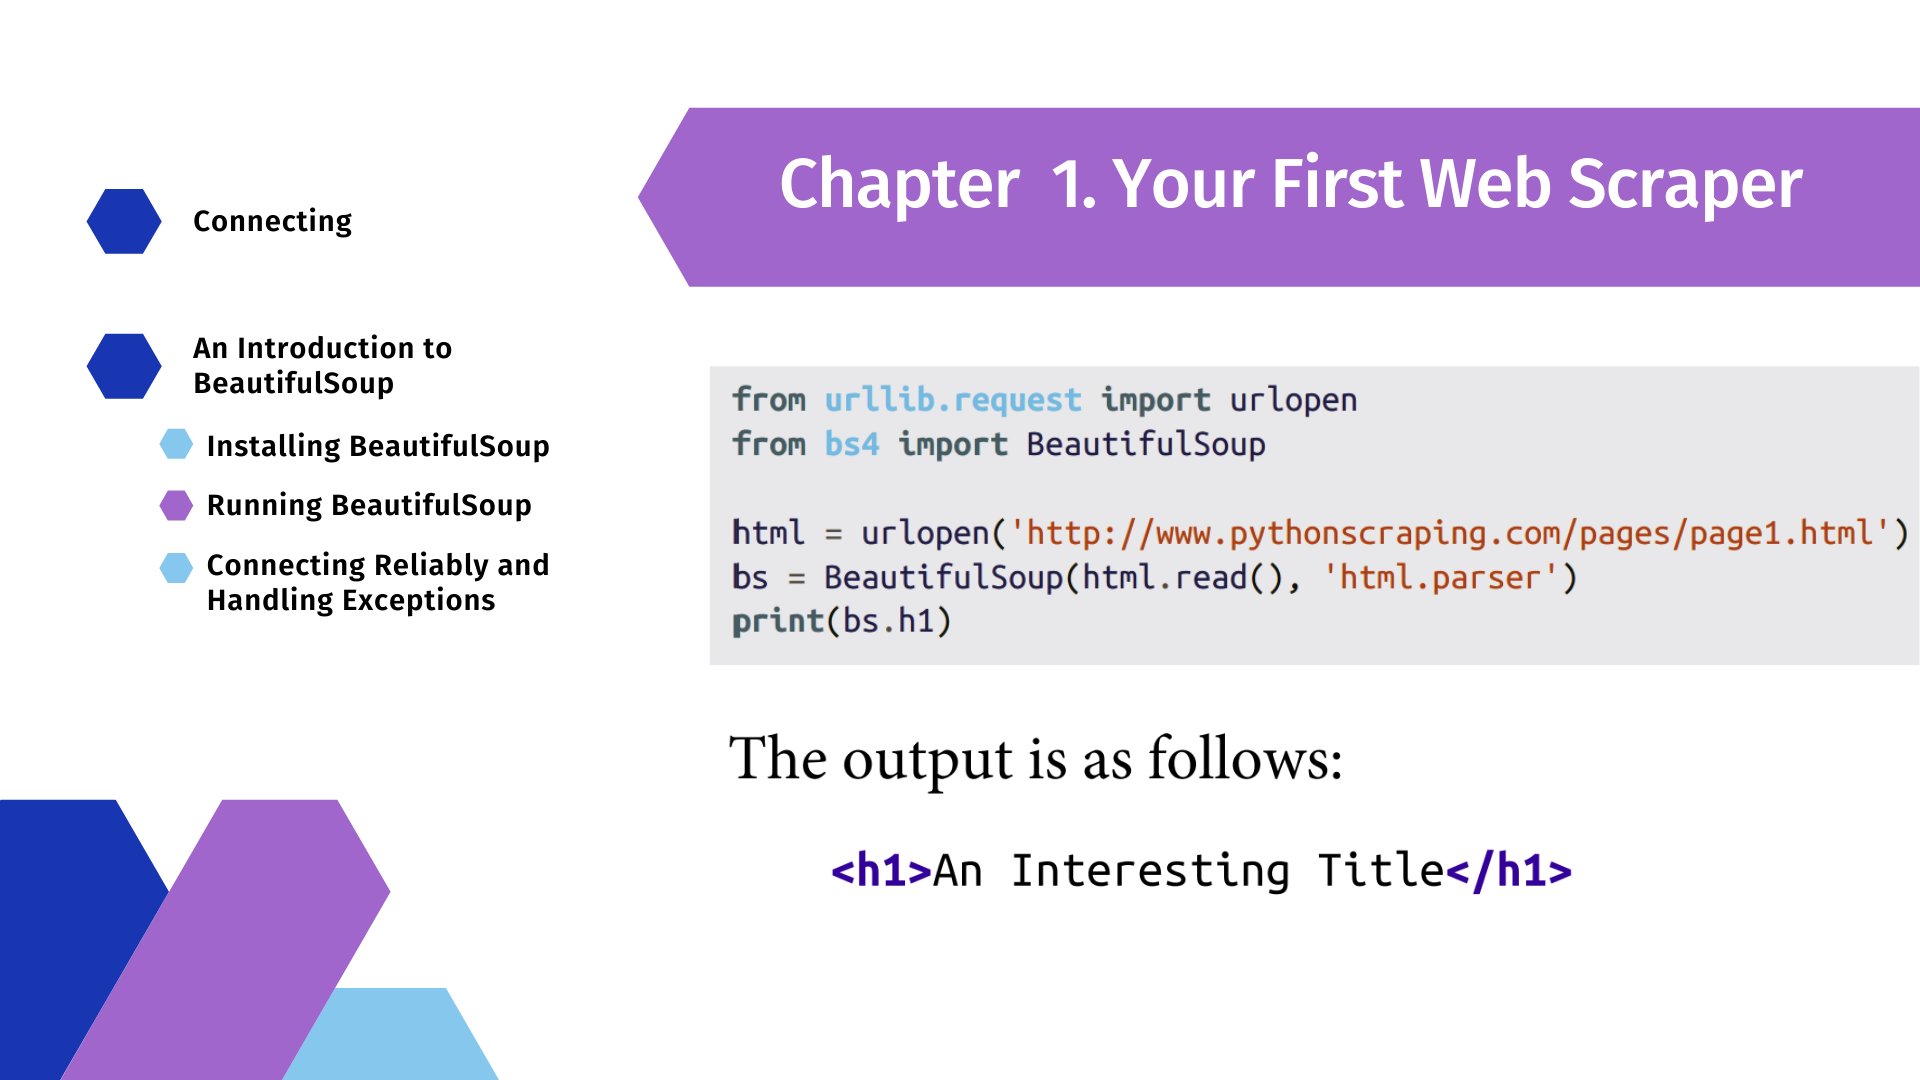 Chapter 1. Your First Web Scraper
Connecting
An Introduction to
BeautifulSoup
Installing BeautifulSoup
Running BeautifulSoup
Connecting Reliably and
Handling Exceptions
from urllib.request import urlopen
from bs4 import BeautifulSoup
html = urlopen('http://www.pythonscraping.com/pages/page1.html')
bs = BeautifulSoup(html.read(), 'html.parser')
print(bs.h1)
The output is as follows:
<h1>An Interesting Title</h1>